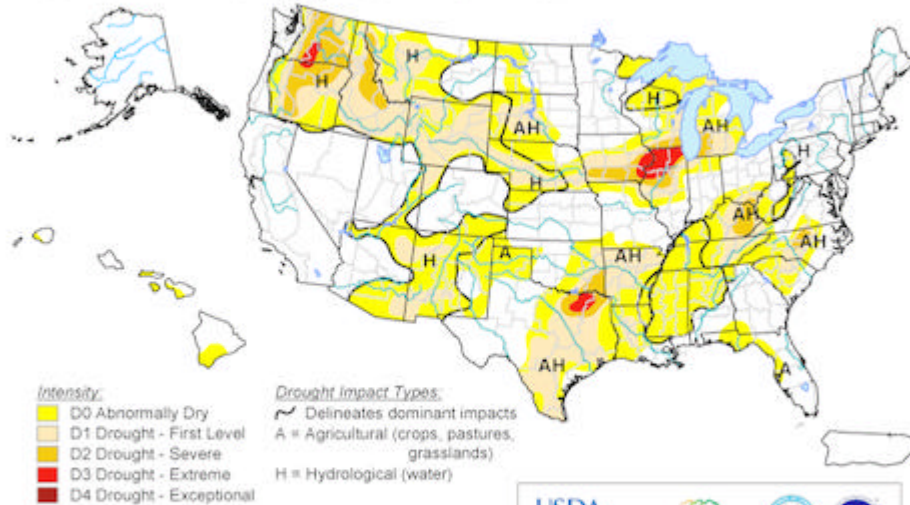 H
H
AH
H
AH
H
H
AH
AH
H
A
AH
AH
A
Intensity:
D0 Abnormally Dry
D1 Drought - First Level
D2 Drought - Severe
D3 Drought - Extreme
D4 Drought - Exceptional
Drought Impact Types:
Delineates dominant impacts
A = Agricultural (crops, pastures,
grasslands)
H = Hydrological (water)
USDA